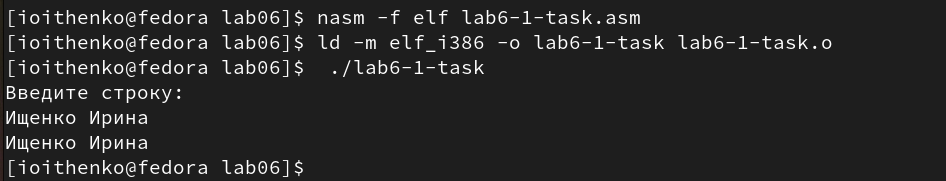 [ioithenko@fedora lab06]$ nasm -f elf lab6-1-task.asm
[ioithenko@fedora lab06]$ ld -m elf_i386 -o lab6-1-task lab6-1-task.o
[ioithenko@fedora lab06]$  ./lab6-1-task
Введите строку:
Ищенко Ирина
Ищенко Ирина
[ioithenko@fedora lab06]$